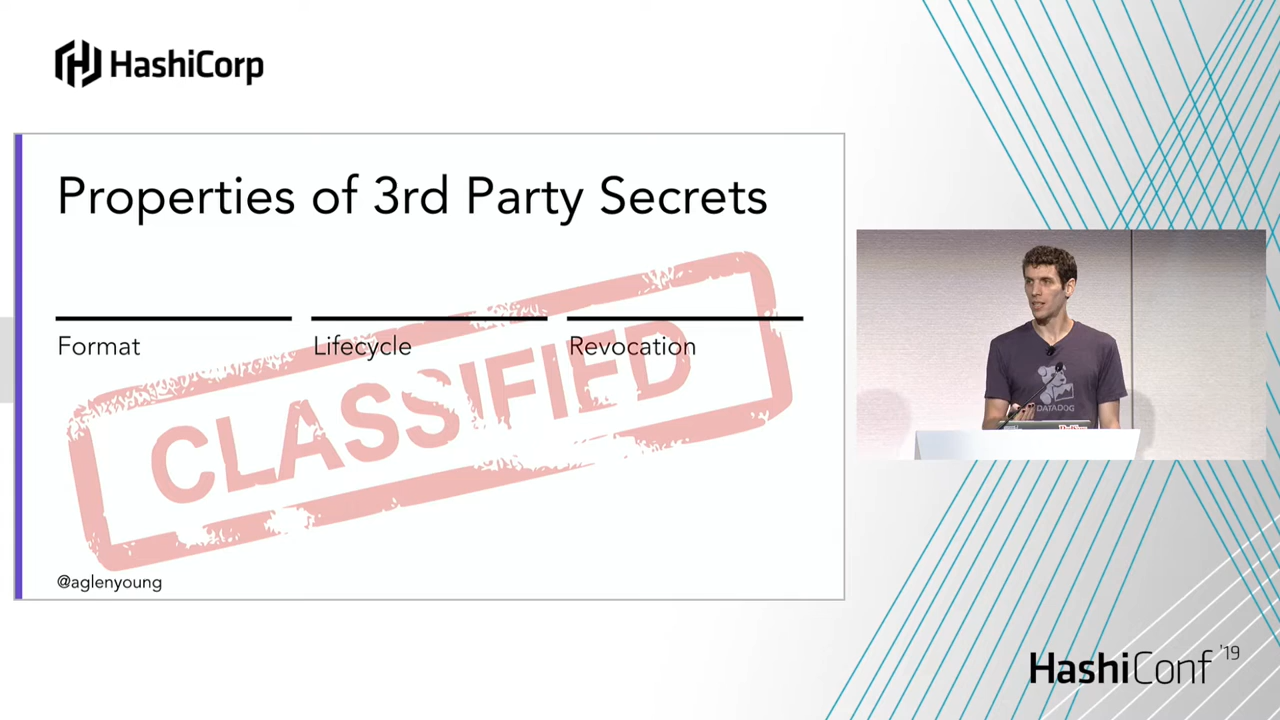 HashiCorp
Properties of 3rd Party Secrets
Format
Lifecycle
Revocation
CLASSIFIED
@aglenyoung
DATADOG
HashiConf '19